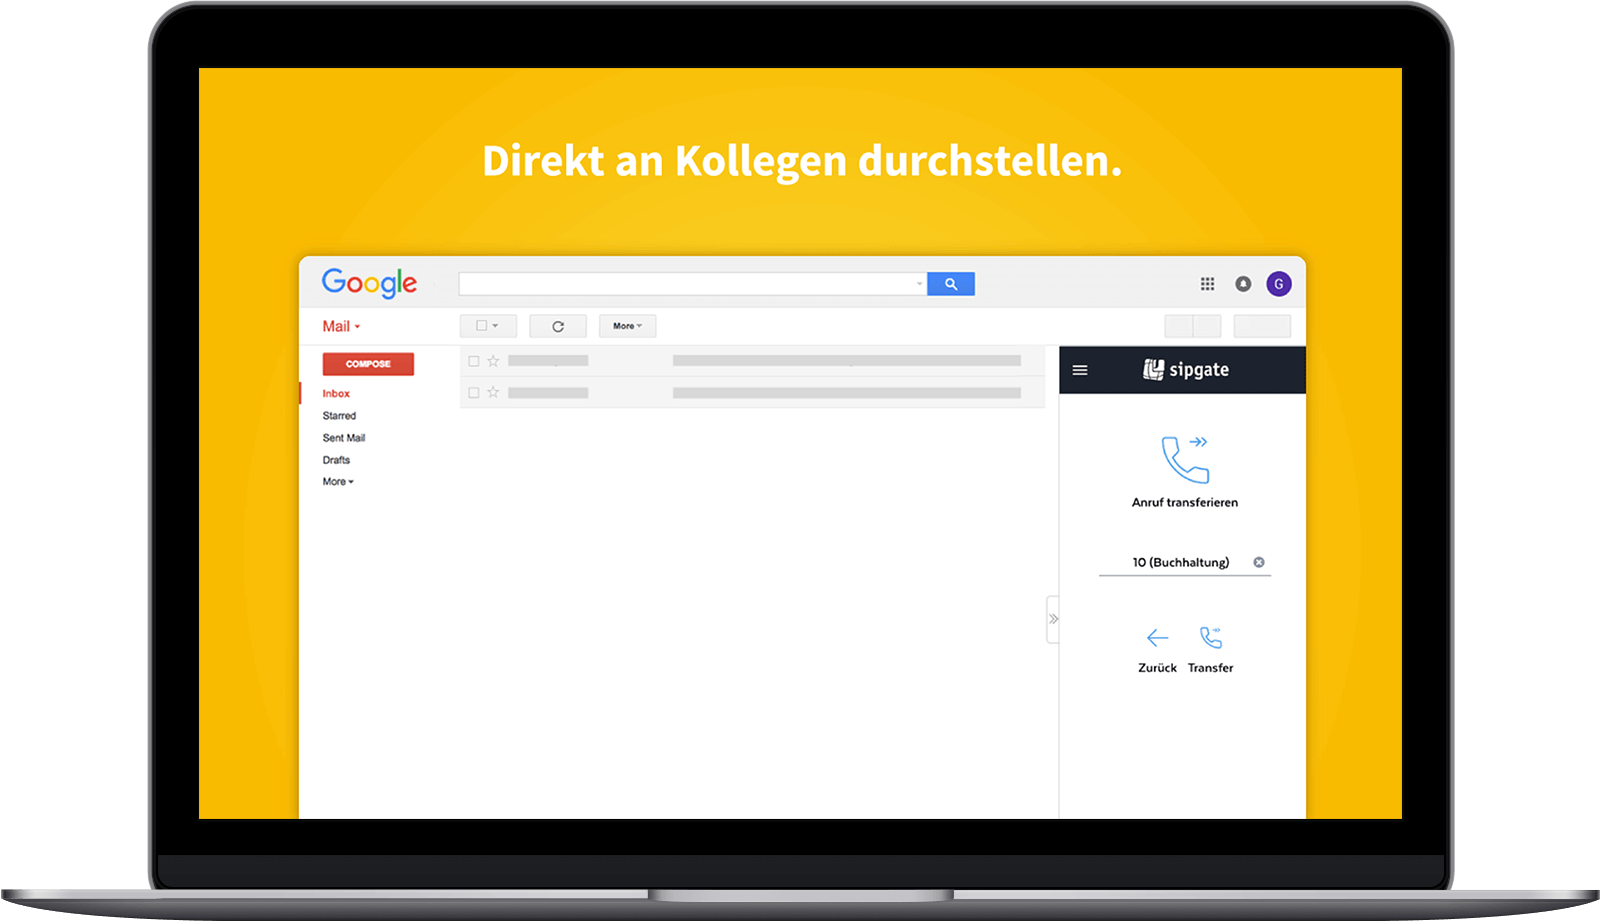 Direkt an Kollegen durchstellen.
Google
G
Mail
More
COMPOSE
Inbox
Starred
Sent Mail
Drafts
More
sipgate
Anruf transferieren
10 (Buchhaltung)
Zurück Transfer